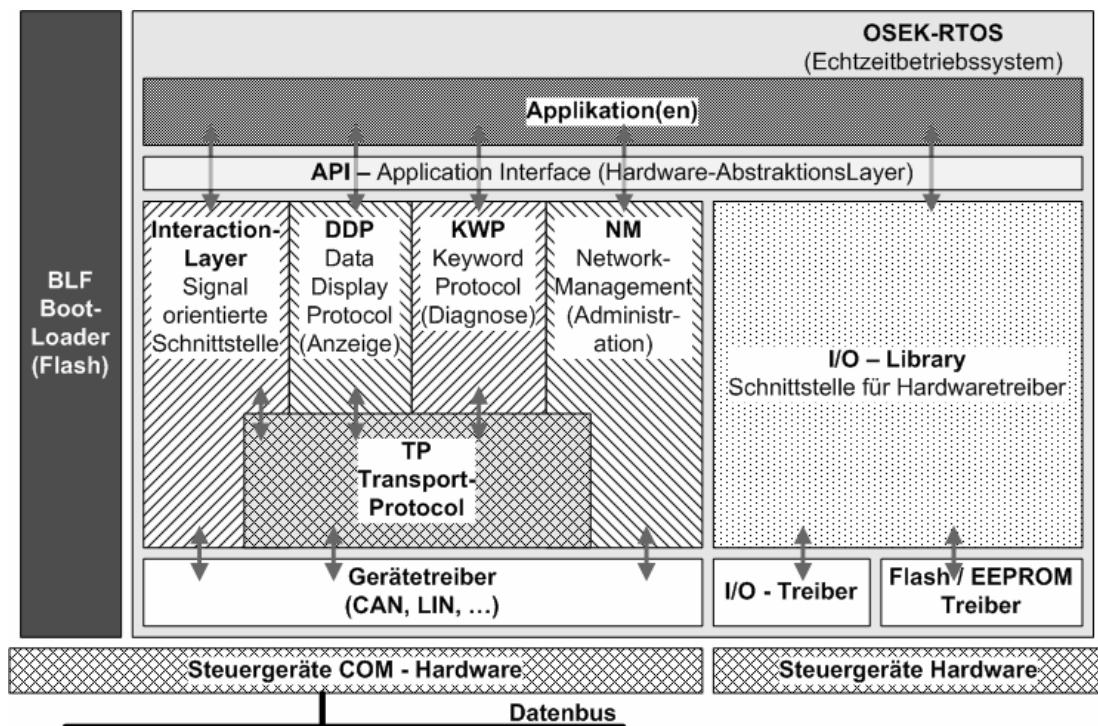 OSEK-RTOS
(Echtzeitbetriebssystem)
Applikation(en)
API – Application Interface (Hardware-AbstraktionsLayer)
BLF
Boot-
Loader
(Flash)
Interaction-
Layer
Signal
orientierte
Schnittstelle
DDP
Data
Display
Protocol
(Anzeige)
KWP
Keyword
Protocol
(Diagnose)
NM
Network-
Management
(Administr-
ation)
I/O – Library
Schnittstelle für Hardwaretreiber
TP
Transport-
Protocol
Gerätetreiber
(CAN, LIN, …)
I/O - Treiber
Flash / EEPROM
Treiber
Steuergeräte COM - Hardware
Steuergeräte Hardware
Datenbus